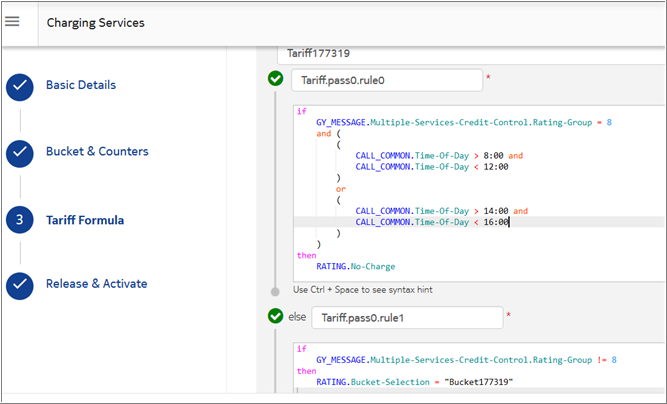 Charging Services
Basic Details
Bucket & Counters
3 Tariff Formula
Release & Activate
Tariff177319
Tariff.pass0.rule0 *
if
GY_MESSAGE.Multiple-Services-Credit-Control.Rating-Group = 8
and (
(
CALL_COMMON.Time-Of-Day > 8:00 and
CALL_COMMON.Time-Of-Day < 12:00
)
or
(
CALL_COMMON.Time-Of-Day > 14:00 and
CALL_COMMON.Time-Of-Day < 16:00
)
)
then
RATING.No-Charge
Use Ctrl + Space to see syntax hint
else Tariff.pass0.rule1 *
if
GY_MESSAGE.Multiple-Services-Credit-Control.Rating-Group != 8
then
RATING.Bucket-Selection = "Bucket177319"